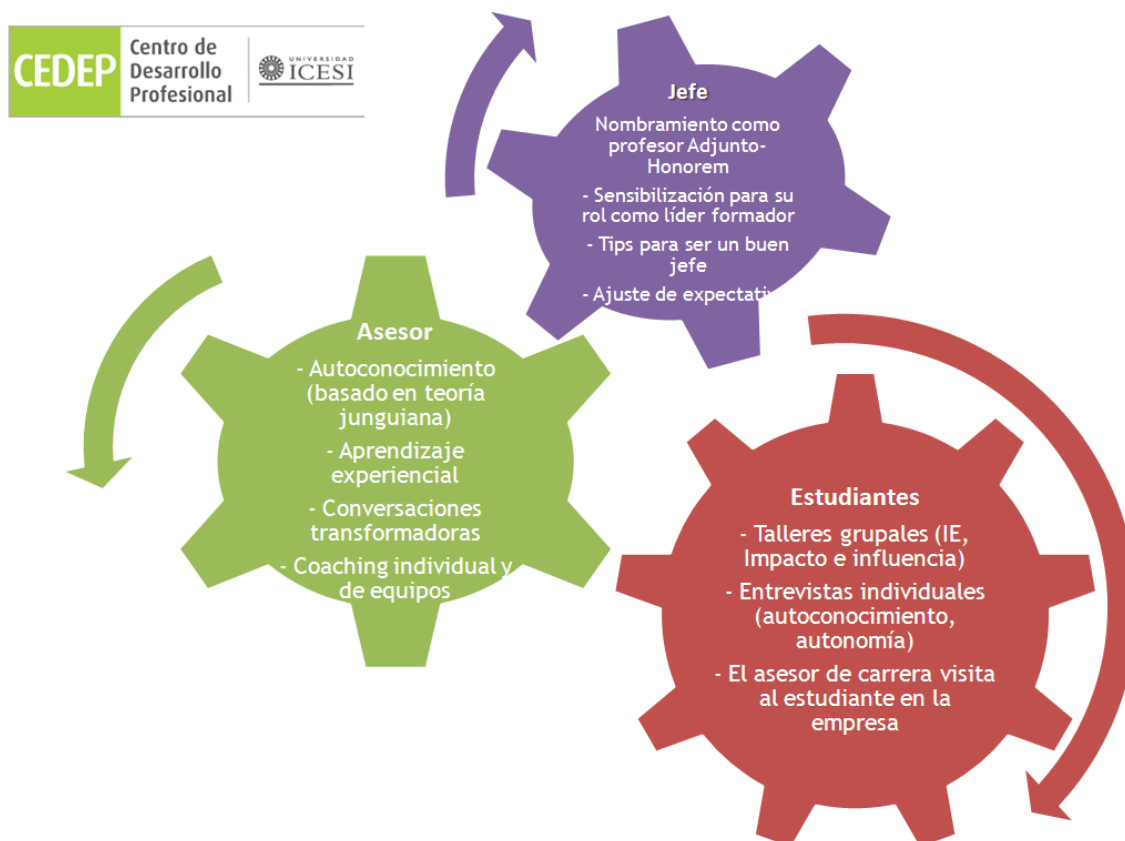 CEDEP
Centro de
Desarrollo
Profesional
UNIVERSIDAD
ICESI
Jefe
Nombramiento como
profesor Adjunto-
Honorem
- Sensibilización para su
rol como líder formador
- Tips para ser un buen
jefe
- Ajuste de
Asesor
- Autoconocimiento
(basado en teoría
junguiana)
- Aprendizaje
experiencial
- Conversaciones
transformadoras
- Coaching individual y
de equipos
Estudiantes
- Talleres grupales (IE,
Impacto e influencia)
- Entrevistas individuales
(autoconocimiento,
autonomía)
- El asesor de carrera visita
al estudiante en la
empresa